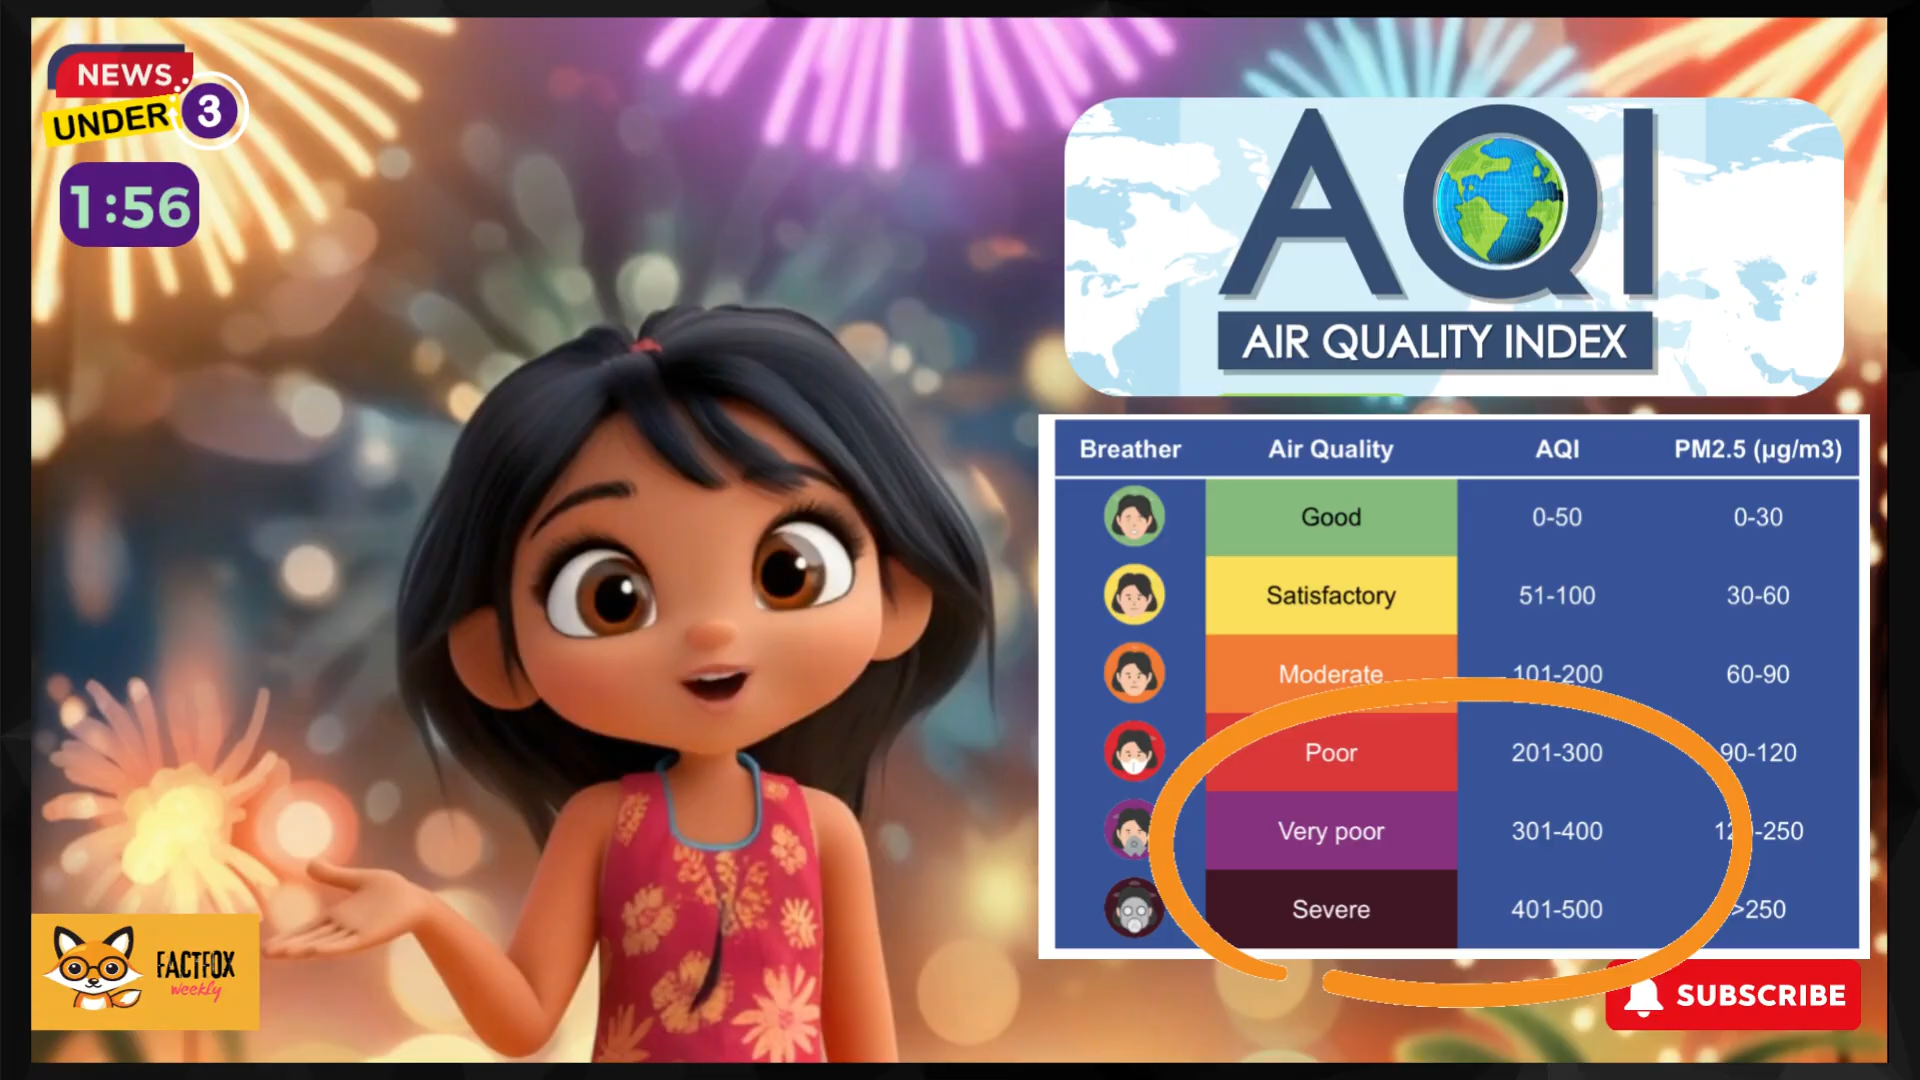 NEWS
UNDER 3
1:56
AQI
AIR QUALITY INDEX
Breather Air Quality AQI PM2.5 (µg/m3)
Good 0-50 0-30
Satisfactory 51-100 30-60
Moderate 101-200 60-90
Poor 201-300 90-120
Very poor 301-400 -250
Severe 401-500 >250
FACTFOX
weekly
SUBSCRIBE